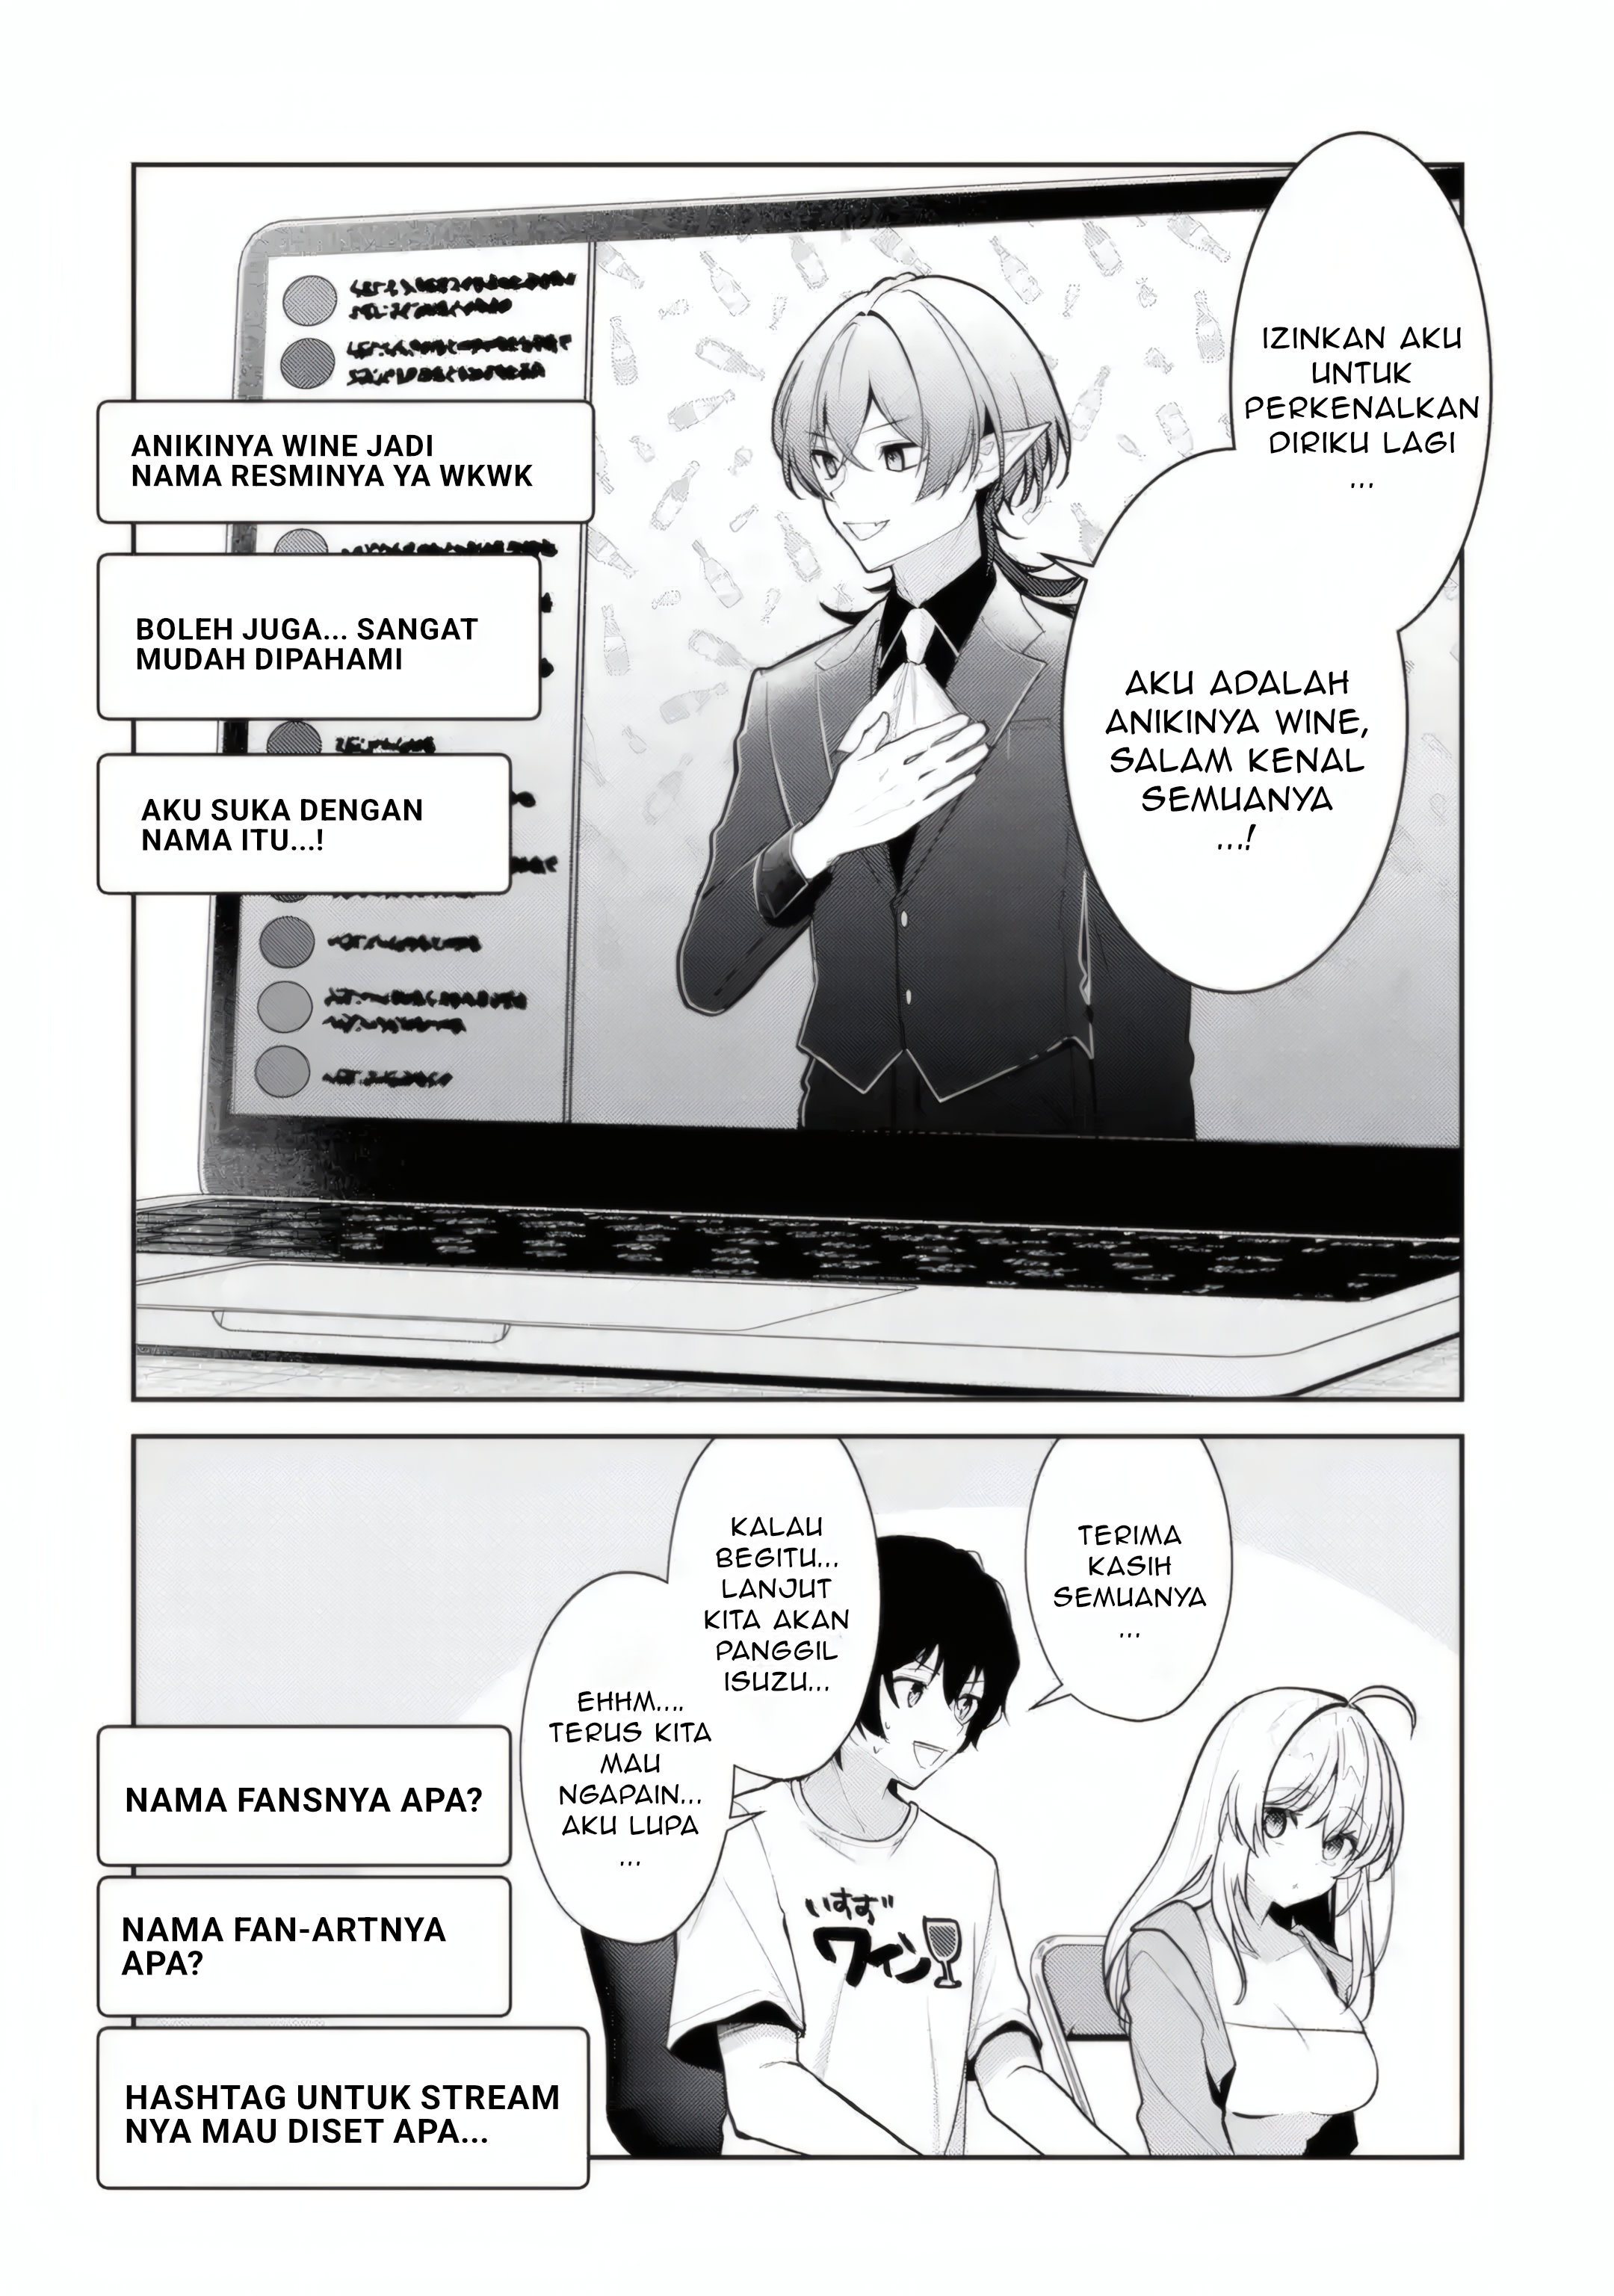 IZINKAN AKU
UNTUK
PERKENALKAN
DIRIKU LAGI
...
AKU ADALAH
ANIKINYA WINE,
SALAM KENAL
SEMUANYA
...!
ANIKINYA WINE JADI
NAMA RESMINYA YA WKWK
BOLEH JUGA... SANGAT
MUDAH DIPAHAMI
AKU SUKA DENGAN
NAMA ITU...!
TERIMA
KASIH
SEMUANYA
...
KALAU
BEGITU...
LANJUT
KITA AKAN
PANGGIL
ISUZU...
EHHM....
TERUS KITA
MAU
NGAPAIN...
AKU LUPA
...
いすず
ワイン
NAMA FANSNYA APA?
NAMA FAN-ARTNYA
APA?
HASHTAG UNTUK STREAM
NYA MAU DISET APA...